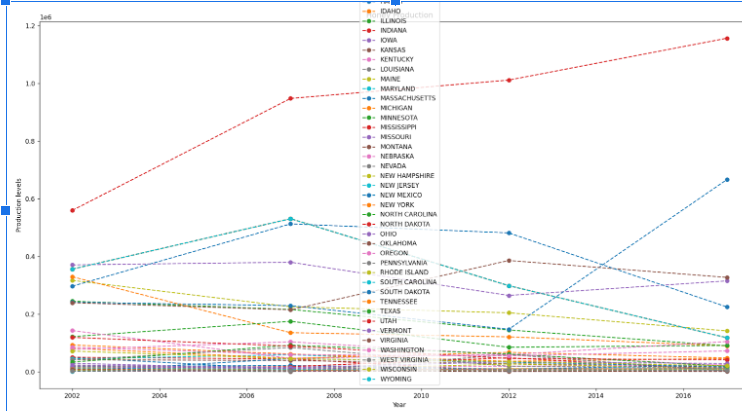 IDAHO
ILLINOIS
INDIANA
IOWA
KANSAS
KENTUCKY
LOUISIANA
MAINE
MARYLAND
MASSACHUSETTS
MICHIGAN
MINNESOTA
MISSISSIPPI
MISSOURI
MONTANA
NEBRASKA
NEVADA
NEW HAMPSHIRE
NEW JERSEY
NEW MEXICO
NEW YORK
NORTH CAROLINA
NORTH DAKOTA
OHIO
OKLAHOMA
OREGON
PENNSYLVANIA
RHODE ISLAND
SOUTH CAROLINA
SOUTH DAKOTA
TENNESSEE
TEXAS
UTAH
VERMONT
VIRGINIA
WASHINGTON
WEST VIRGINIA
WISCONSIN
WYOMING
1e6
1.2
1.0
0.8
0.6
0.4
0.2
0.0
Production levels
2002
2004
2006
2008
2010
2012
2014
2016
Year